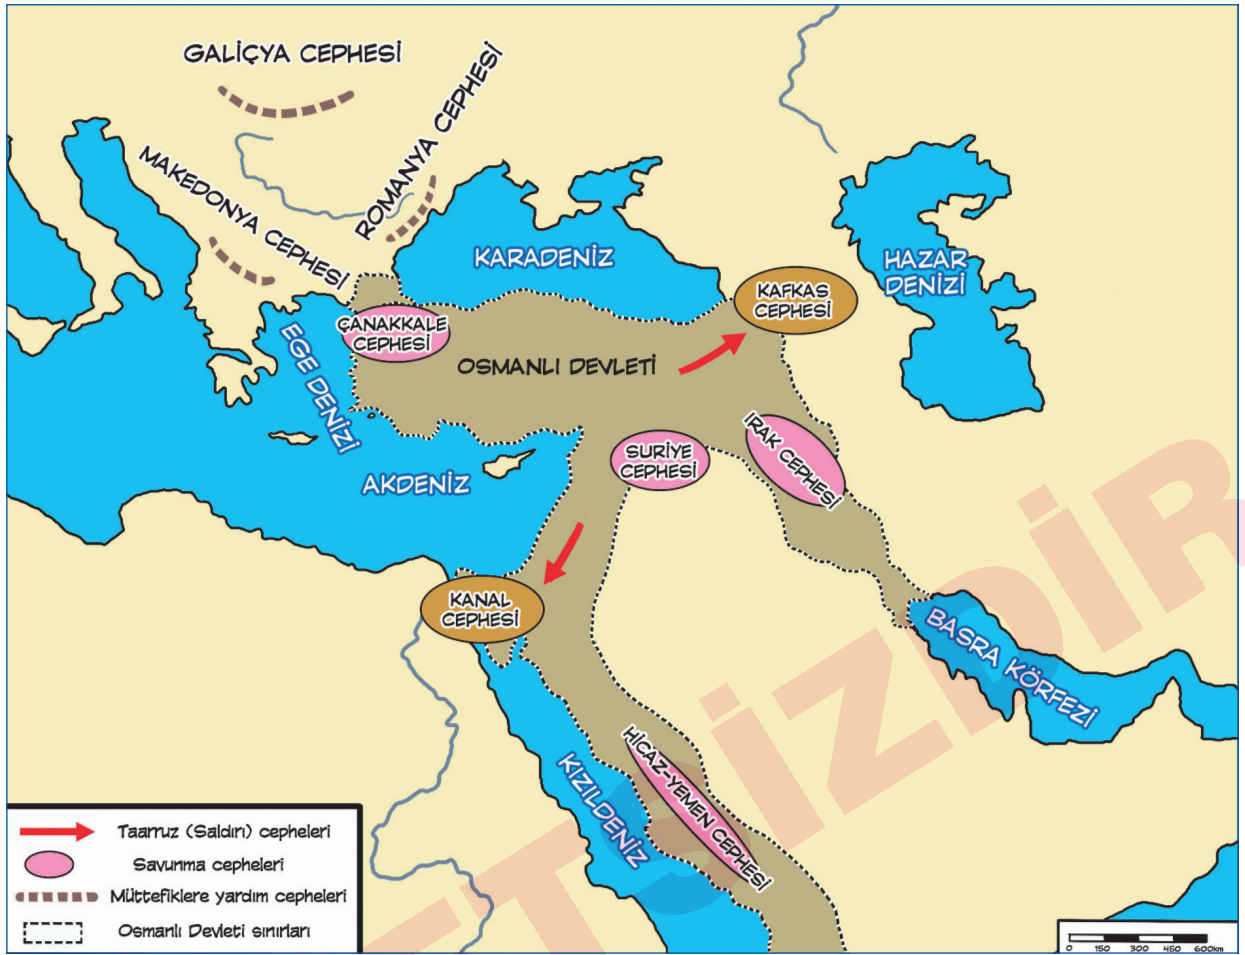 GALİÇYA CEPHESİ
ROMANYA CEPHESİ
MAKEDONYA CEPHESİ
KARADENİZ
HAZAR
DENİZİ
KAFKAS
CEPHESİ
ÇANAKKALE
CEPHESİ
EGE DENİZİ
OSMANLI DEVLETİ
SURİYE
CEPHESİ
IRAK CEPHESİ
AKDENİZ
KANAL
CEPHESİ
BASRA KÖRFEZİ
HİCAZ-YEMEN CEPHESİ
KIZILDENİZ
Taarruz (Saldırı) cepheleri
Savunma cepheleri
Müttefiklere yardım cepheleri
Osmanlı Devleti sınırları
0 150 300 450 600km
ETSİZDİR